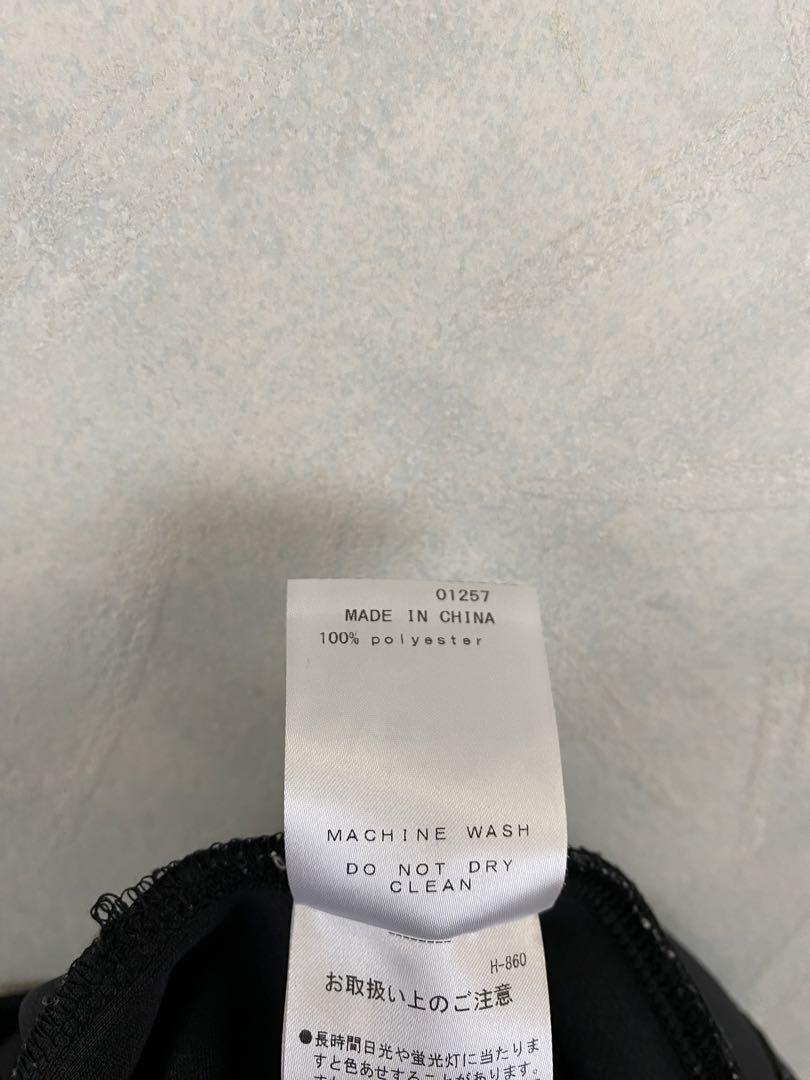 01257
MADE IN CHINA
100% polyester
MACHINE WASH
DO NOT DRY
CLEAN
H-860
お取扱い上のご注意
●長時間日光や蛍光灯に当たりま
すと色あせすることがあります。